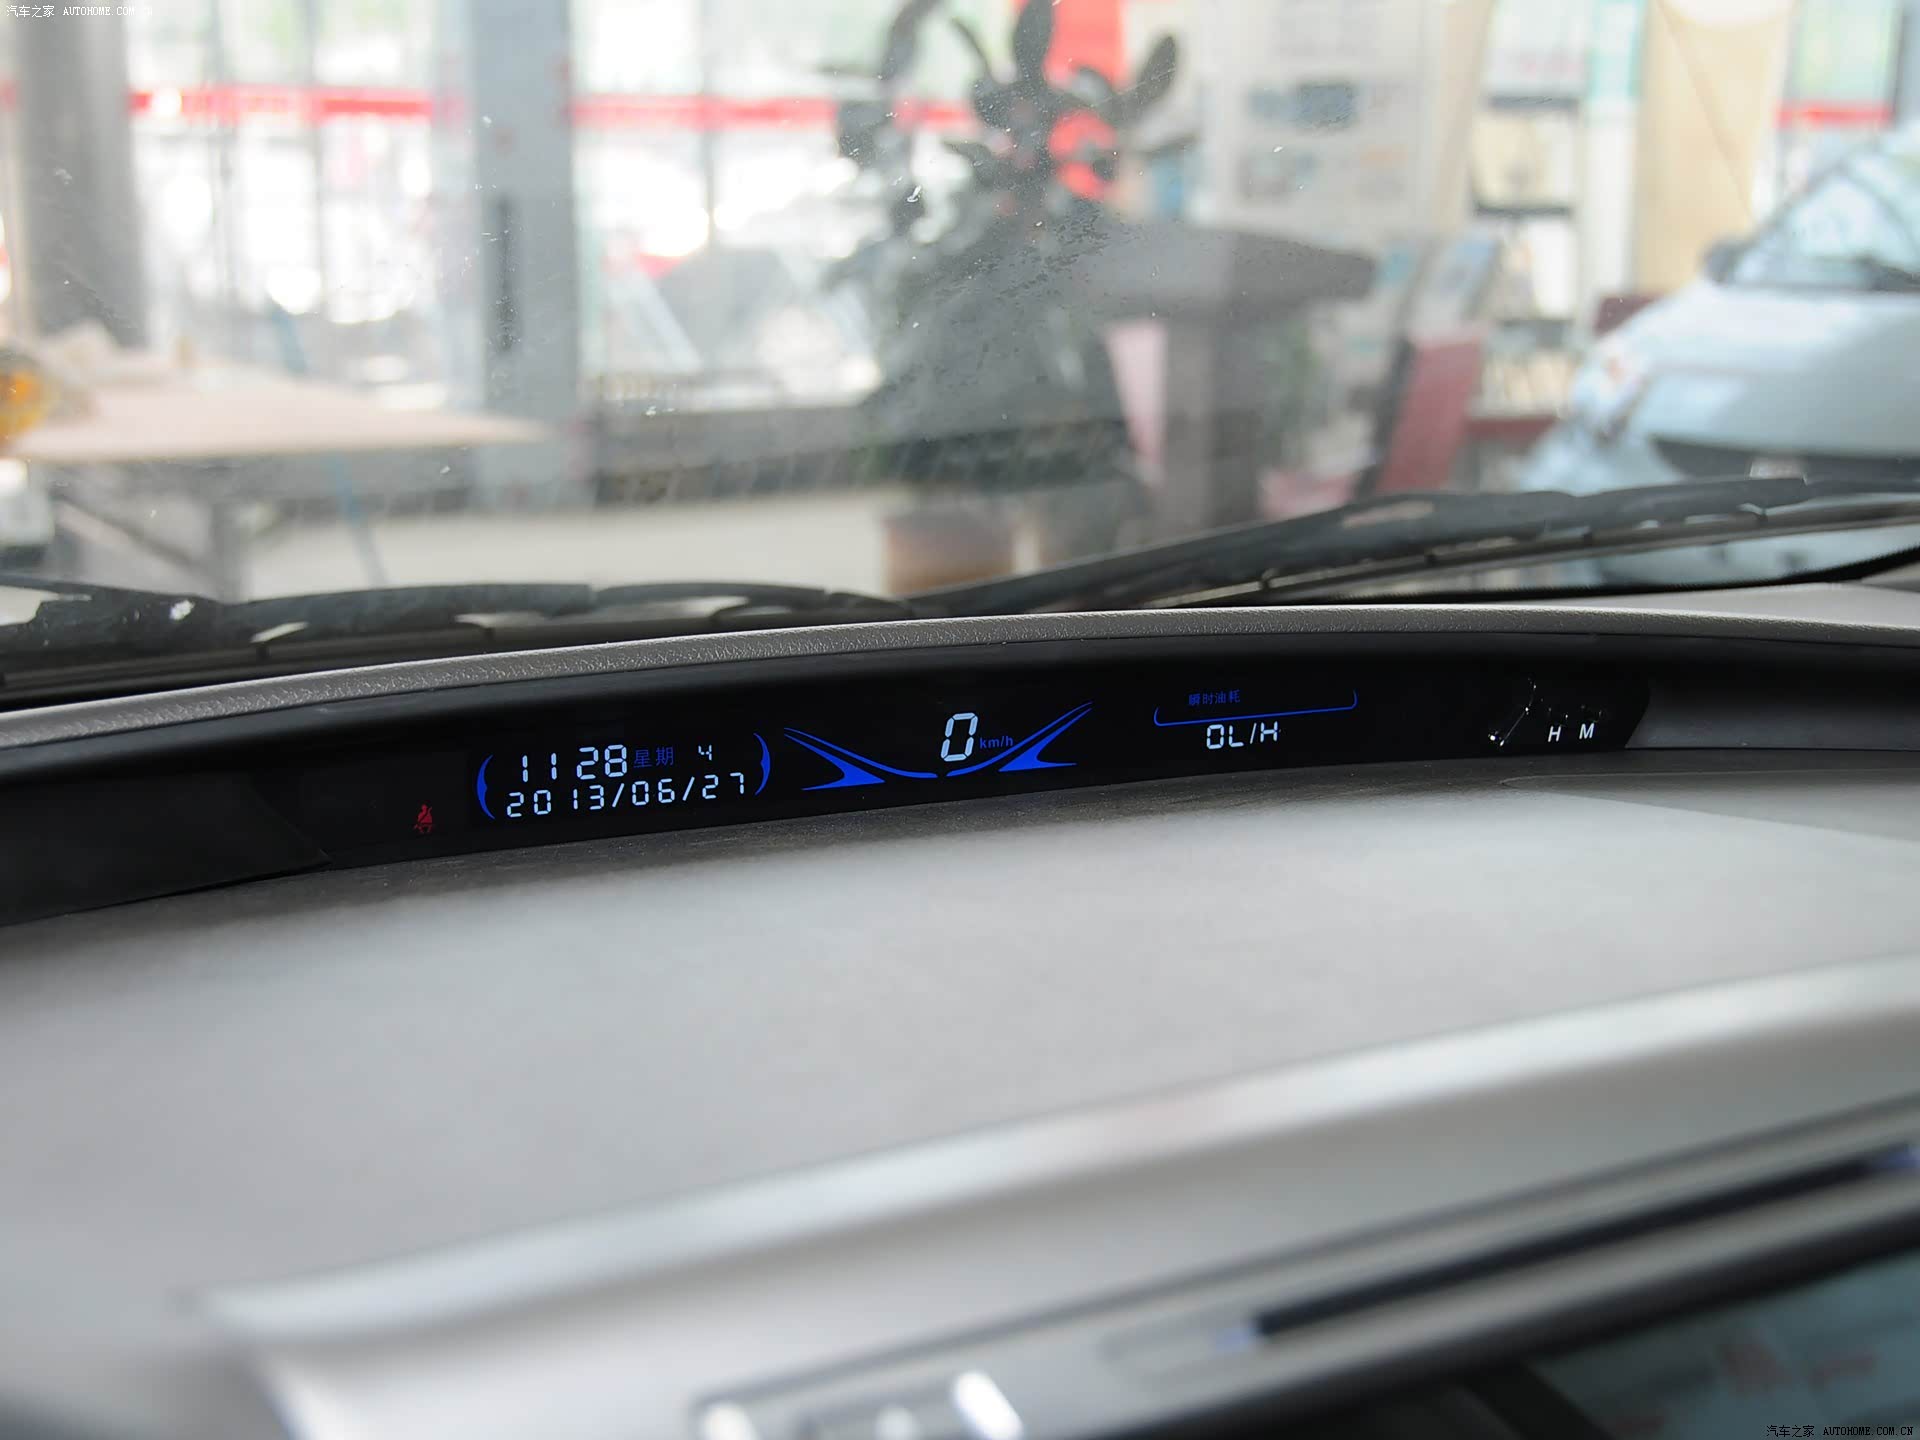 汽车之家 AUTOHOME.COM.CN
11 28 星期 4
2013/06/27
0 km/h
瞬时油耗
0L/H
H M
汽车之家 AUTOHOME.COM.CN